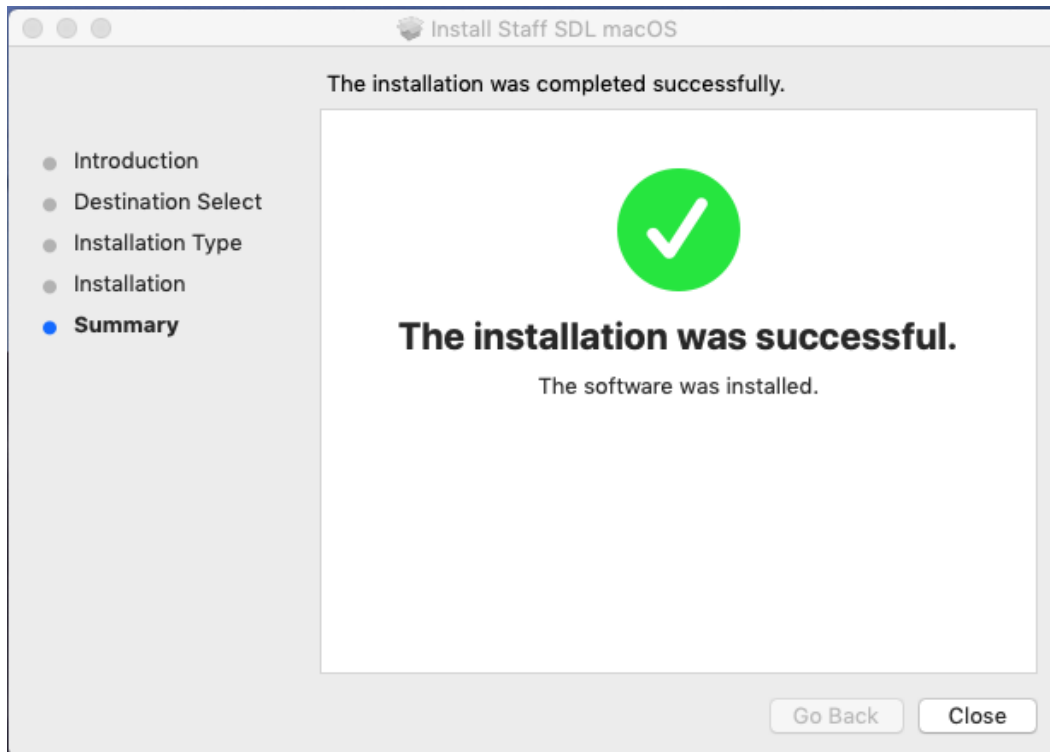 Install Staff SDL macOS
The installation was completed successfully.
Introduction
Destination Select
Installation Type
Installation
Summary
The installation was successful.
The software was installed.
Go Back
Close